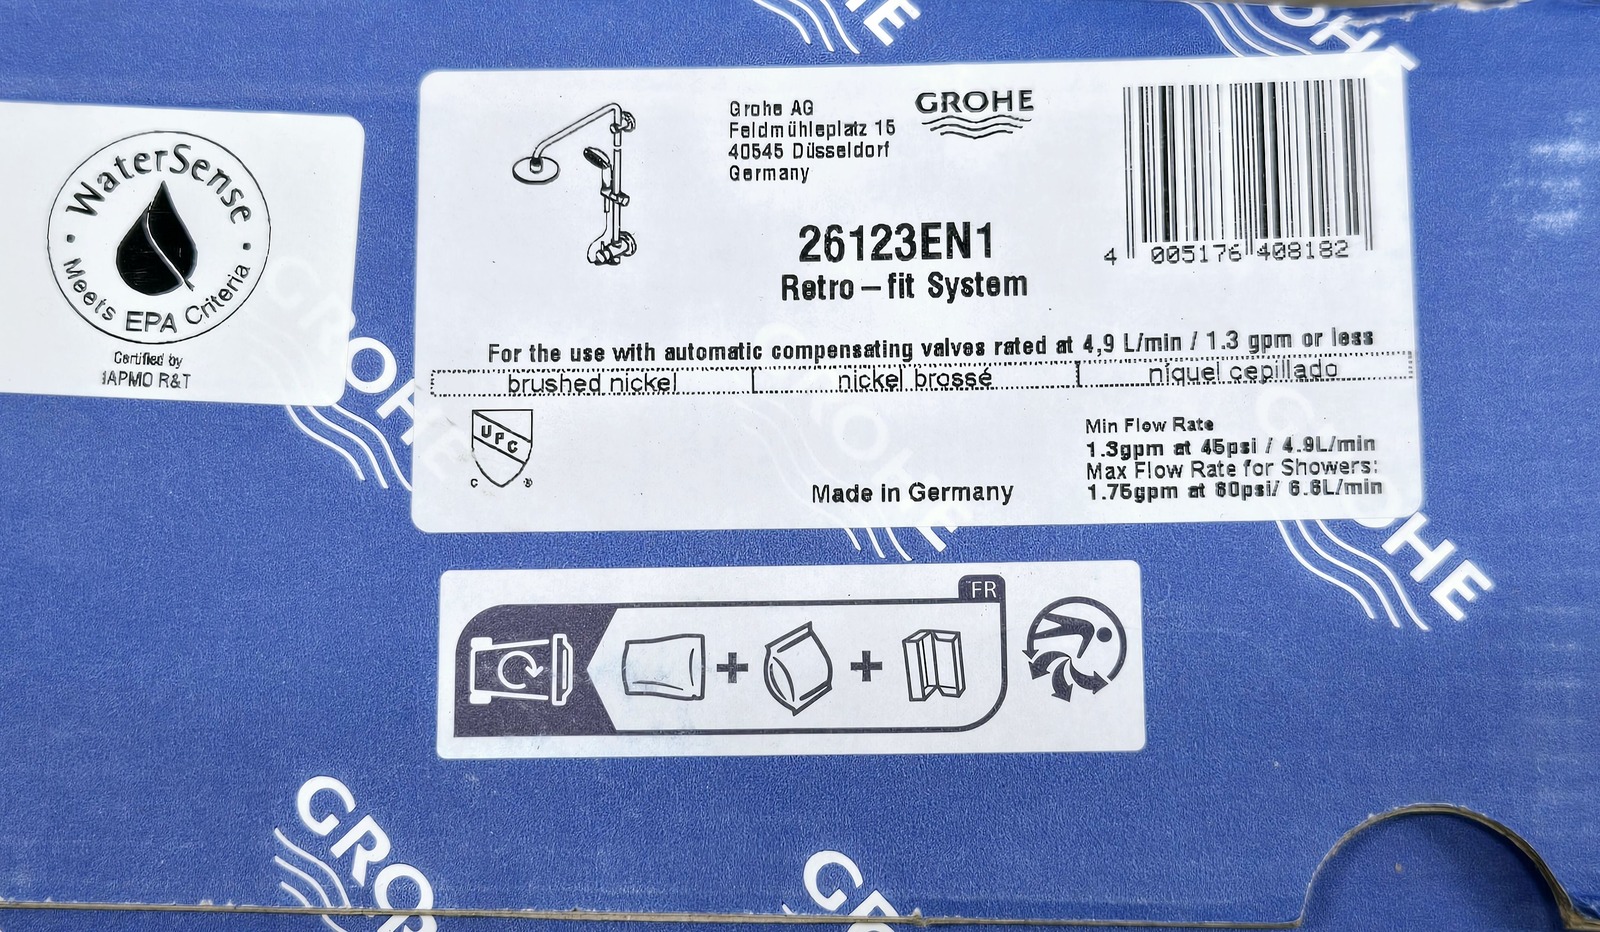 GROHE
GROHE
WaterSense
Meets EPA Criteria
Certified by
IAPMO R&T
Grohe AG
Feldmühleplatz 15
40545 Düsseldorf
Germany
GROHE
4 005176 408182
26123EN1
Retro-fit System
For the use with automatic compensating valves rated at 4,9 L/min / 1.3 gpm or less
brushed nickel nickel brossé níquel cepillado
UPC
C ®
Min Flow Rate
1.3gpm at 45psi / 4.9L/min
Max Flow Rate for Showers:
1.75gpm at 80psi/ 6.6L/min
Made in Germany
GROHE
GROHE
GROHE
FR
GROHE
GROHE